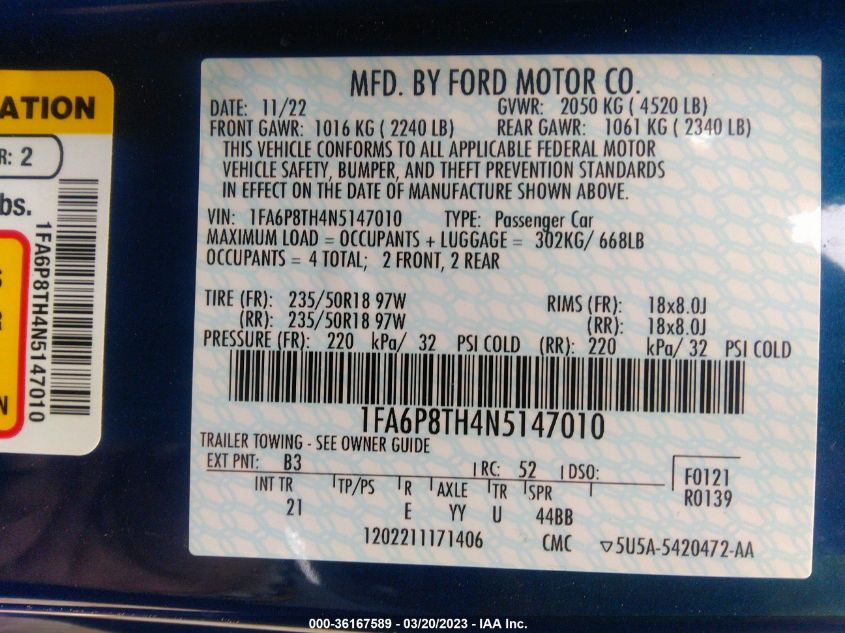 ATION
R: 2
bs.
1FA6P8TH4N5147010
S
R
N
MFD. BY FORD MOTOR CO.
DATE: 11/22 GVWR: 2050 KG ( 4520 LB)
FRONT GAWR: 1016 KG ( 2240 LB) REAR GAWR: 1061 KG ( 2340 LB)
THIS VEHICLE CONFORMS TO ALL APPLICABLE FEDERAL MOTOR
VEHICLE SAFETY, BUMPER, AND THEFT PREVENTION STANDARDS
IN EFFECT ON THE DATE OF MANUFACTURE SHOWN ABOVE.
VIN: 1FA6P8TH4N5147010 TYPE: Passenger Car
MAXIMUM LOAD = OCCUPANTS + LUGGAGE = 302KG/ 668LB
OCCUPANTS = 4 TOTAL; 2 FRONT, 2 REAR
TIRE (FR): 235/50R18 97W RIMS (FR): 18x8.0J
(RR): 235/50R18 97W (RR): 18x8.0J
PRESSURE (FR): 220 kPa/ 32 PSI COLD (RR): 220 kPa/ 32 PSI COLD
1FA6P8TH4N5147010
TRAILER TOWING - SEE OWNER GUIDE
EXT PNT: B3 RC: 52 DSO: F0121
INT TR TP/PS R AXLE TR SPR R0139
21 E YY U 44BB
1202211171406 CMC ▽5U5A-5420472-AA
000-36167589 - 03/20/2023 - IAA Inc.